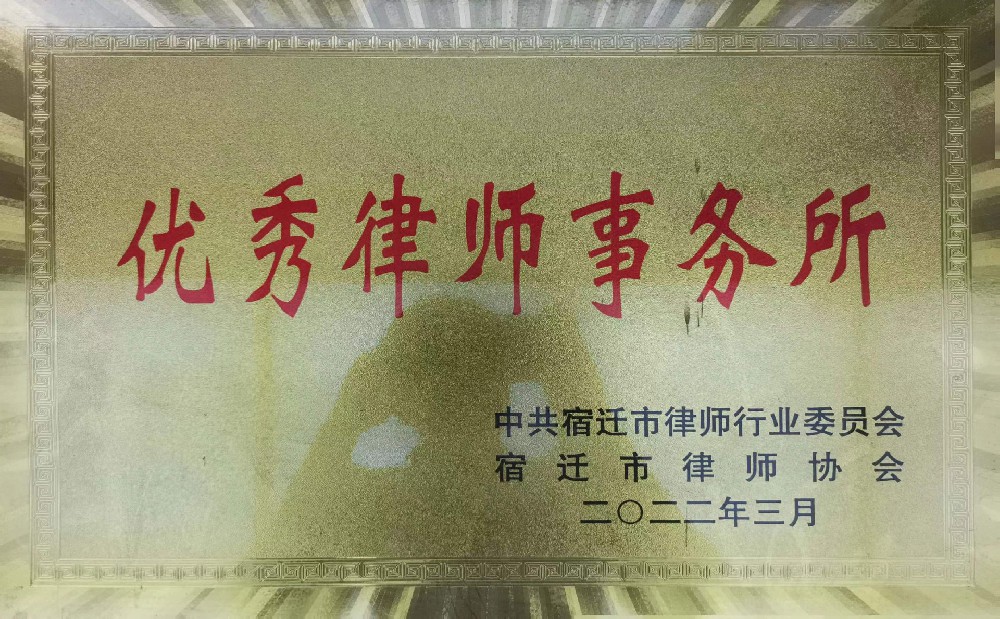 优秀律师事务所
中共宿迁市律师行业委员会
宿迁市律师协会
二〇二二年三月